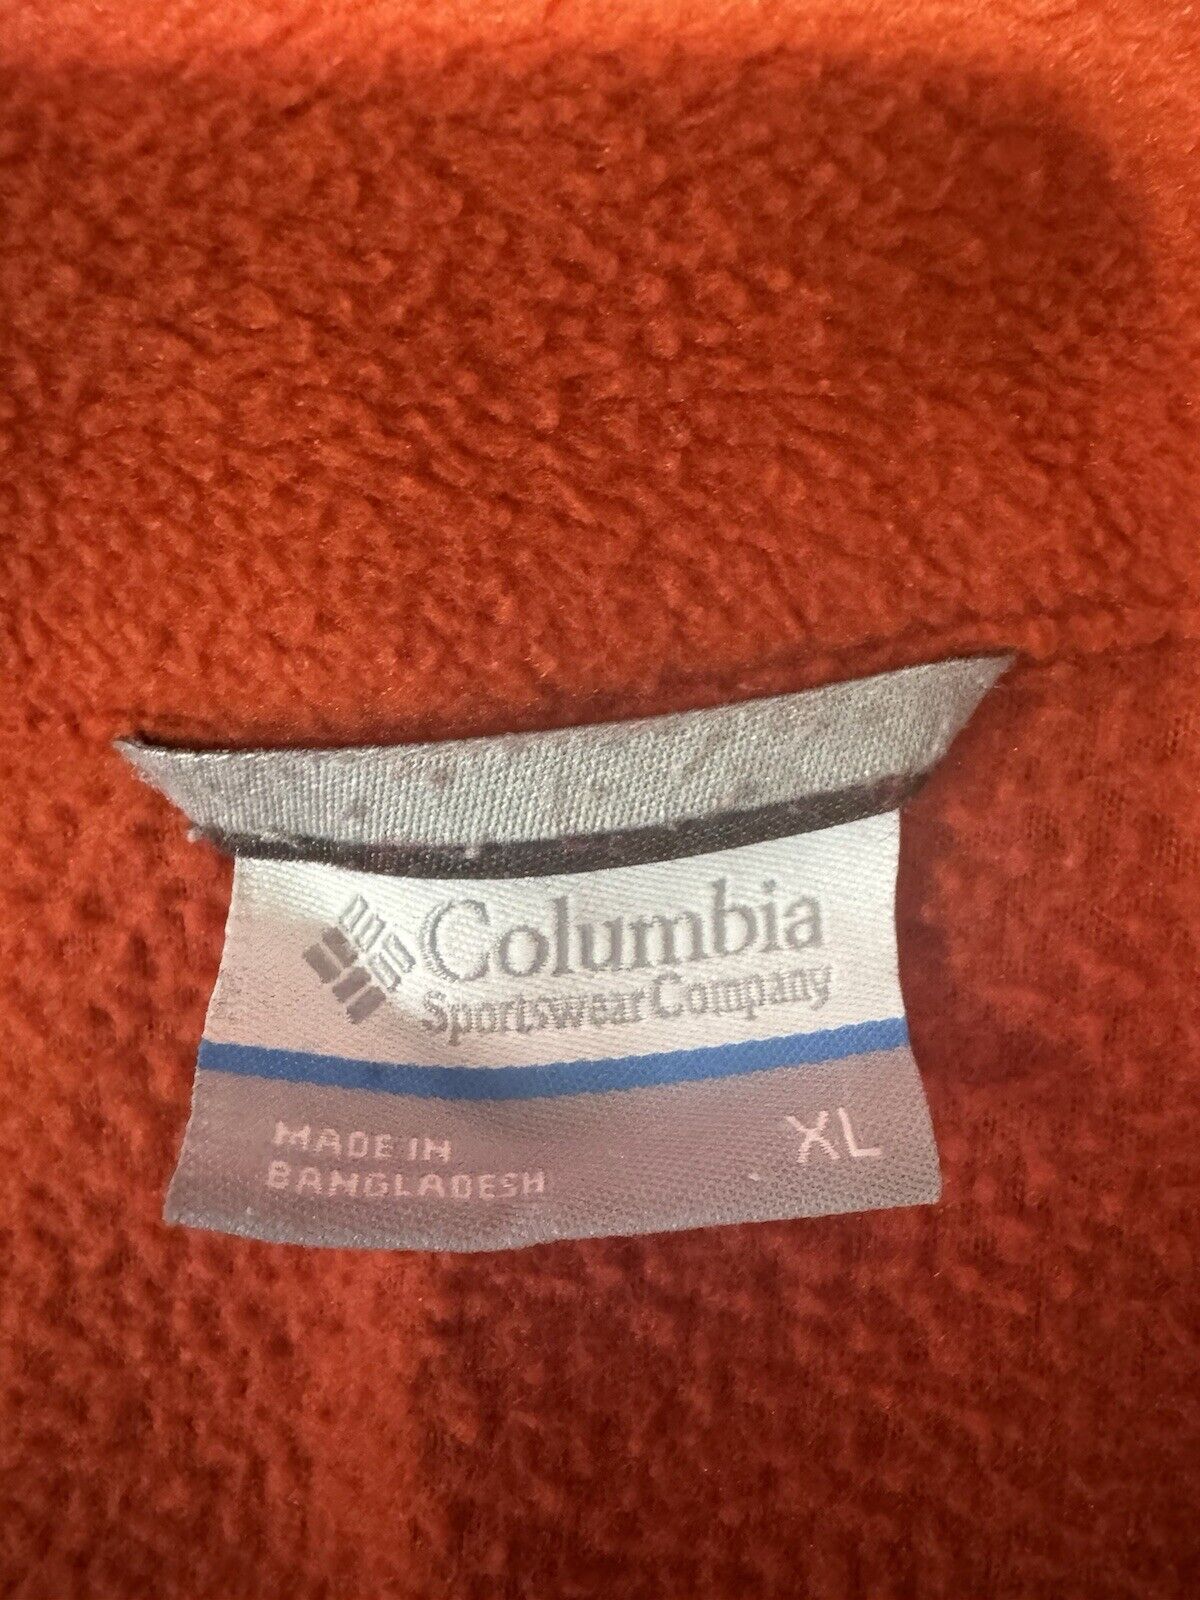 Columbia
Sportswear Company
MADE IN
BANGLADESH
XL